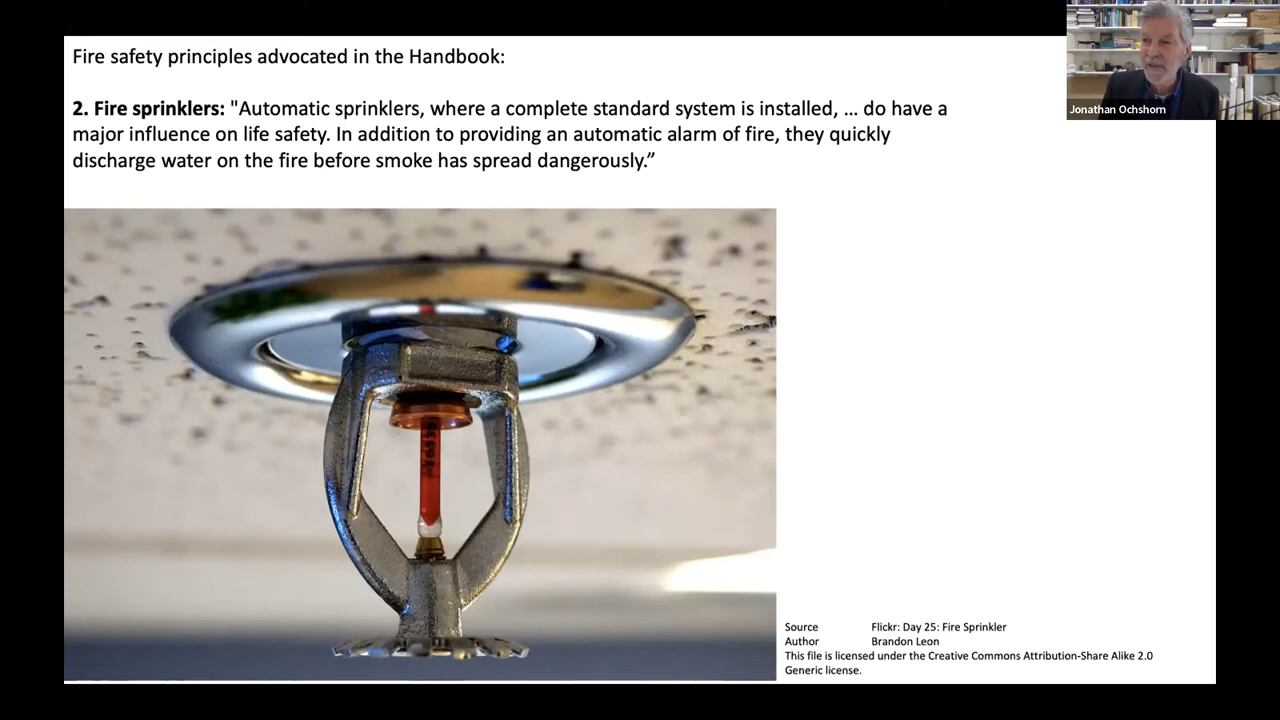 Fire safety principles advocated in the Handbook:
2. Fire sprinklers: "Automatic sprinklers, where a complete standard system is installed, … do have a
major influence on life safety. In addition to providing an automatic alarm of fire, they quickly
discharge water on the fire before smoke has spread dangerously.”
Jonathan Ochshorn
Source Flickr: Day 25: Fire Sprinkler
Author Brandon Leon
This file is licensed under the Creative Commons Attribution-Share Alike 2.0
Generic license.